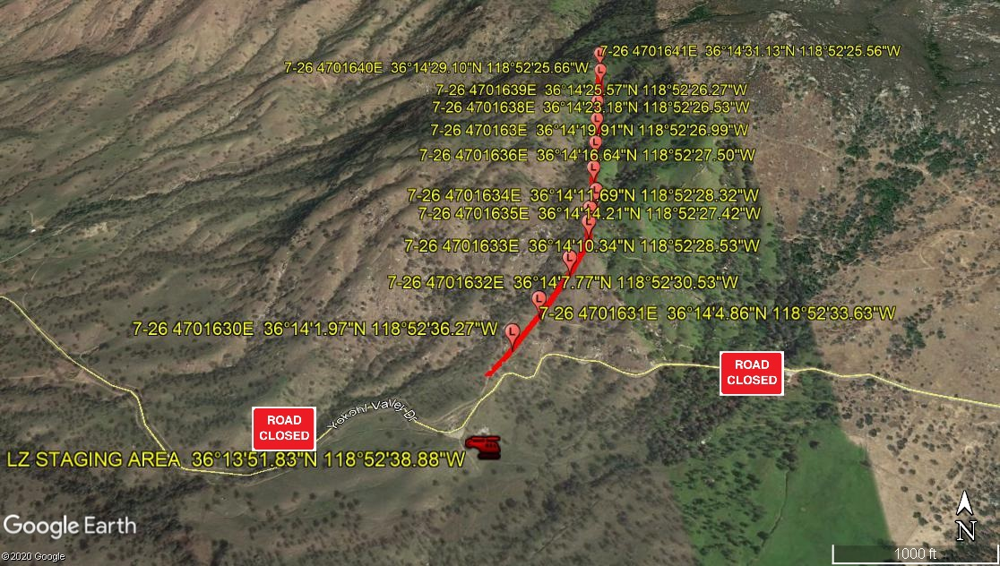 7-26 4701641E 36°14'31.13"N 118°52'25.56"W
7-26 4701640E 36°14'29.10"N 118°52'25.66"W
7-26 4701639E 36°14'25.57"N 118°52'26.27"W
7-26 4701638E 36°14'23.18"N 118°52'26.53"W
7-26 470163E 36°14'19.91"N 118°52'26.99"W
7-26 4701636E 36°14'16.64"N 118°52'27.50"W
7-26 4701634E 36°14'11.69"N 118°52'28.32"W
7-26 4701635E 36°14'14.21"N 118°52'27.42"W
7-26 4701633E 36°14'10.34"N 118°52'28.53"W
7-26 4701632E 36°14'7.77"N 118°52'30.53"W
7-26 4701631E 36°14'4.86"N 118°52'33.63"W
7-26 4701630E 36°14'1.97"N 118°52'36.27"W
ROAD
CLOSED
ROAD
CLOSED
Yokohl Valley Dr
LZ STAGING AREA 36°13'51.83"N 118°52'38.88"W
Google Earth
©2020 Google
N
1000 ft